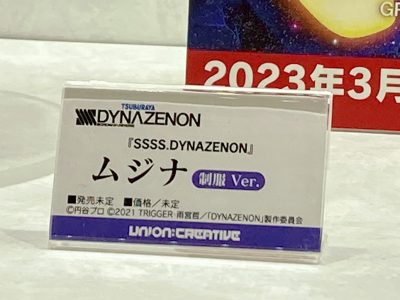 GR
2023年3月
TSUBURAYA
SSSS.DYNAZENON
『SSSS.DYNAZENON』
ムジナ 制服 Ver.
■発売未定 ■価格/未定
©円谷プロ ©2021 TRIGGER・雨宮哲/「DYNAZENON」製作委員会
UNION:CREATIVE